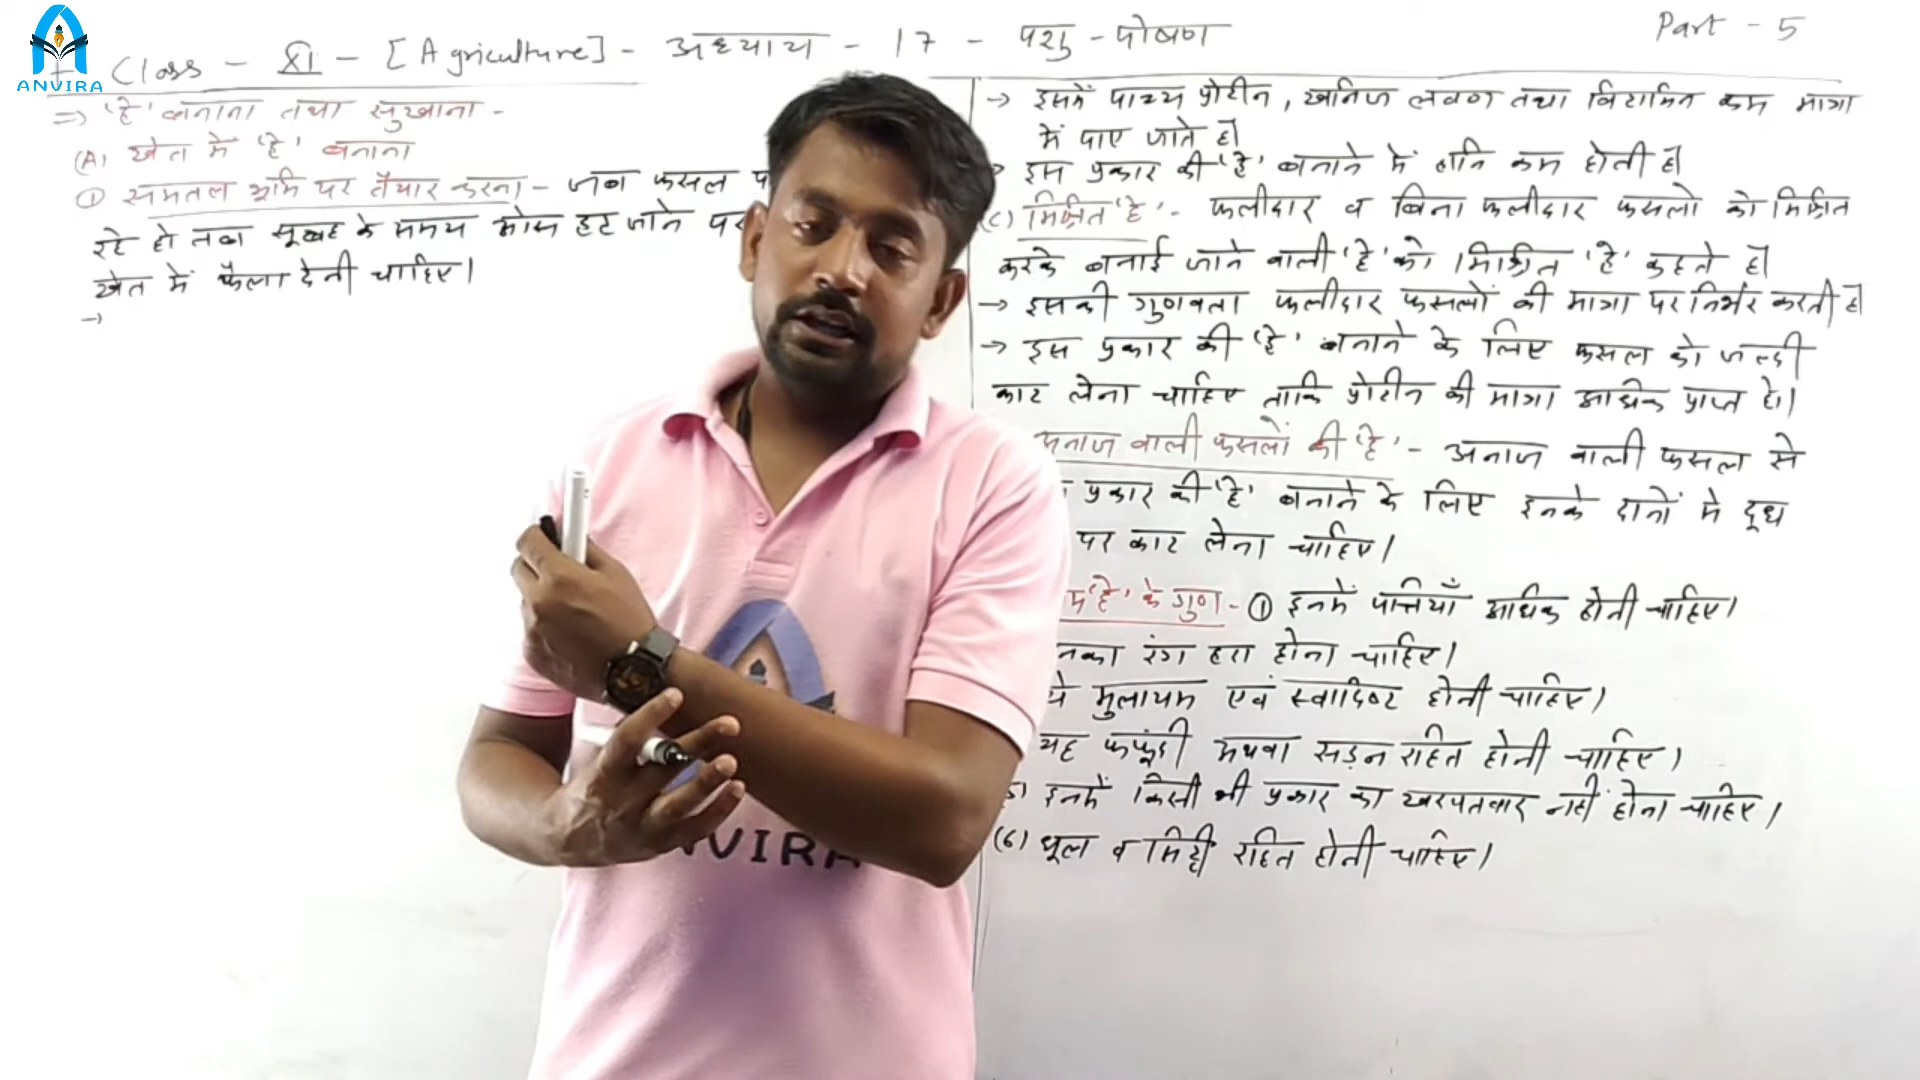 ANVIRA
Class - XI - [Agriculture] - अध्याय - 17 - पशु - पोषण
Part - 5
=> 'हे' बनाना तथा सुखाना -
(A) खेत में 'हे' बनाना
① समतल भूमि पर तैयार करना - जब फसल
रहे हो तब सूबह के समय ओस हट जाने पर
खेत में फैला देनी चाहिए।
→
→ इसमें पाच्य प्रोटीन, खनिज लवण तथा विटामिन कम मात्रा
में पाए जाते है।
इस प्रकार की 'हे' बनाने में हानि कम होती है।
(C) मिश्रित 'हे' - फलीदार व बिना फलीदार फसलो को मिश्रित
करके बनाई जाने वाली 'हे' को मिश्रित 'हे' कहते है।
→ इसकी गुणवता फलीदार फसलों की मात्रा पर निर्भर करती है
→ इस प्रकार की 'हे' बनाने के लिए फसल को जल्दी
काट लेना चाहिए ताकि प्रोटीन की मात्रा अधिक प्राप्त हो।
अनाज वाली फसलों की 'हे' - अनाज वाली फसल से
प्रकार की 'हे' बनाने के लिए इनके दानों में दूध
पर काट लेना चाहिए।
'हे' के गुण - ① इनमें पत्तियाँ अधिक होनी चाहिए।
रंग हरा होना चाहिए।
ये मुलायम एवं स्वादिष्ट होनी चाहिए।
यह फफूंदी अथवा सड़न रहित होनी चाहिए।
इनमें किसी भी प्रकार का खरपतवार नहीं होना चाहिए।
(6) धूल व मिट्टी रहित होनी चाहिए।
NVIRA